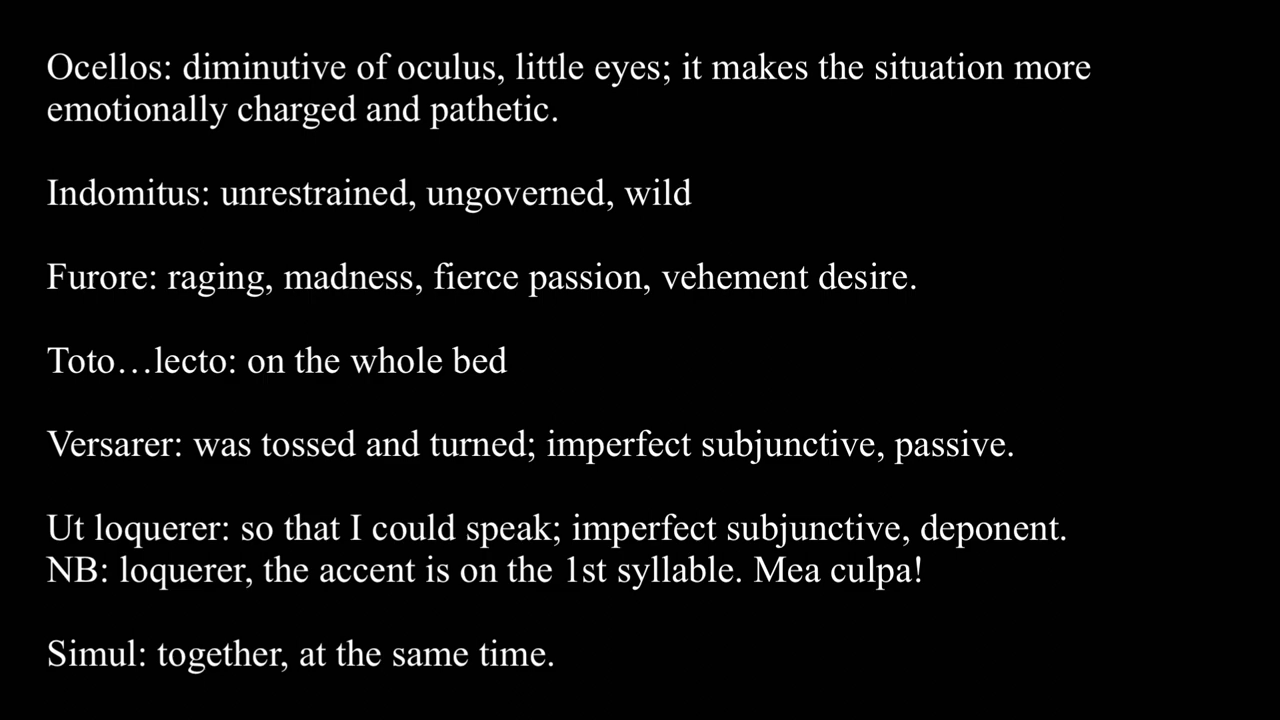 Ocellos: diminutive of oculus, little eyes; it makes the situation more
emotionally charged and pathetic.
Indomitus: unrestrained, ungoverned, wild
Furore: raging, madness, fierce passion, vehement desire.
Toto…lecto: on the whole bed
Versarer: was tossed and turned; imperfect subjunctive, passive.
Ut loquerer: so that I could speak; imperfect subjunctive, deponent.
NB: loquerer, the accent is on the 1st syllable. Mea culpa!
Simul: together, at the same time.